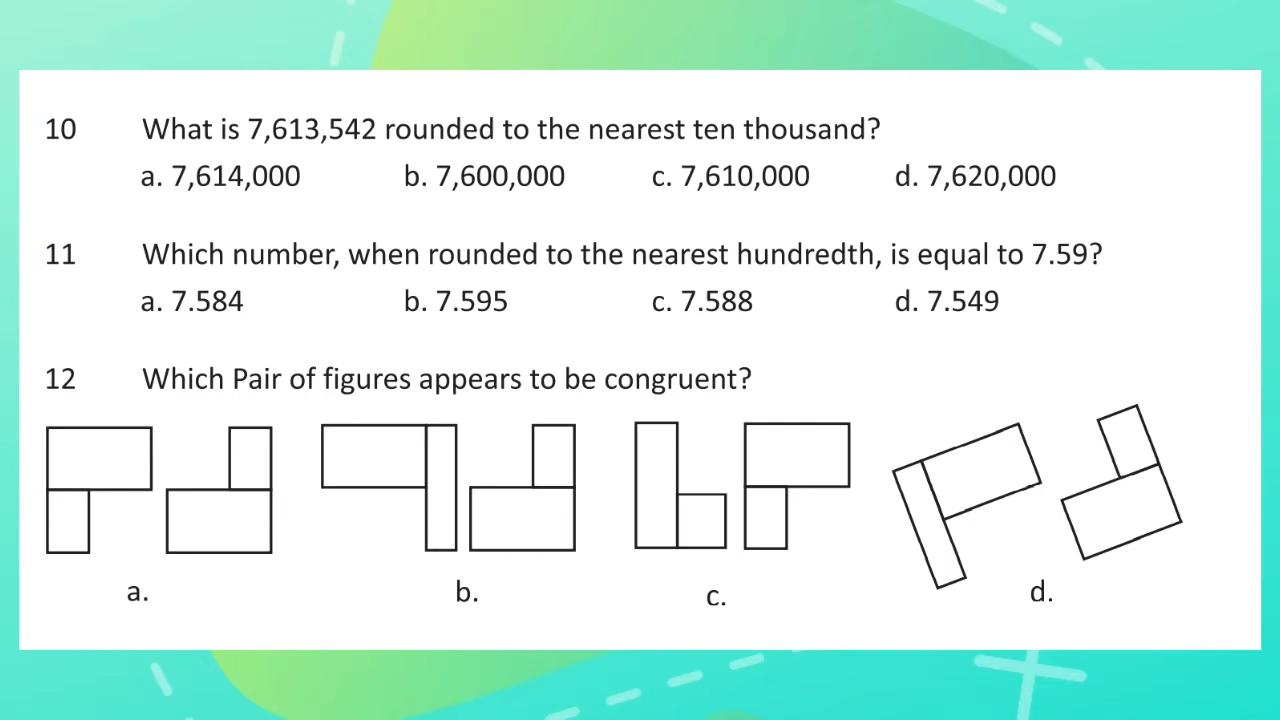 10 What is 7,613,542 rounded to the nearest ten thousand?
a. 7,614,000 b. 7,600,000 c. 7,610,000 d. 7,620,000
11 Which number, when rounded to the nearest hundredth, is equal to 7.59?
a. 7.584 b. 7.595 c. 7.588 d. 7.549
12 Which Pair of figures appears to be congruent?
a. b. c. d.